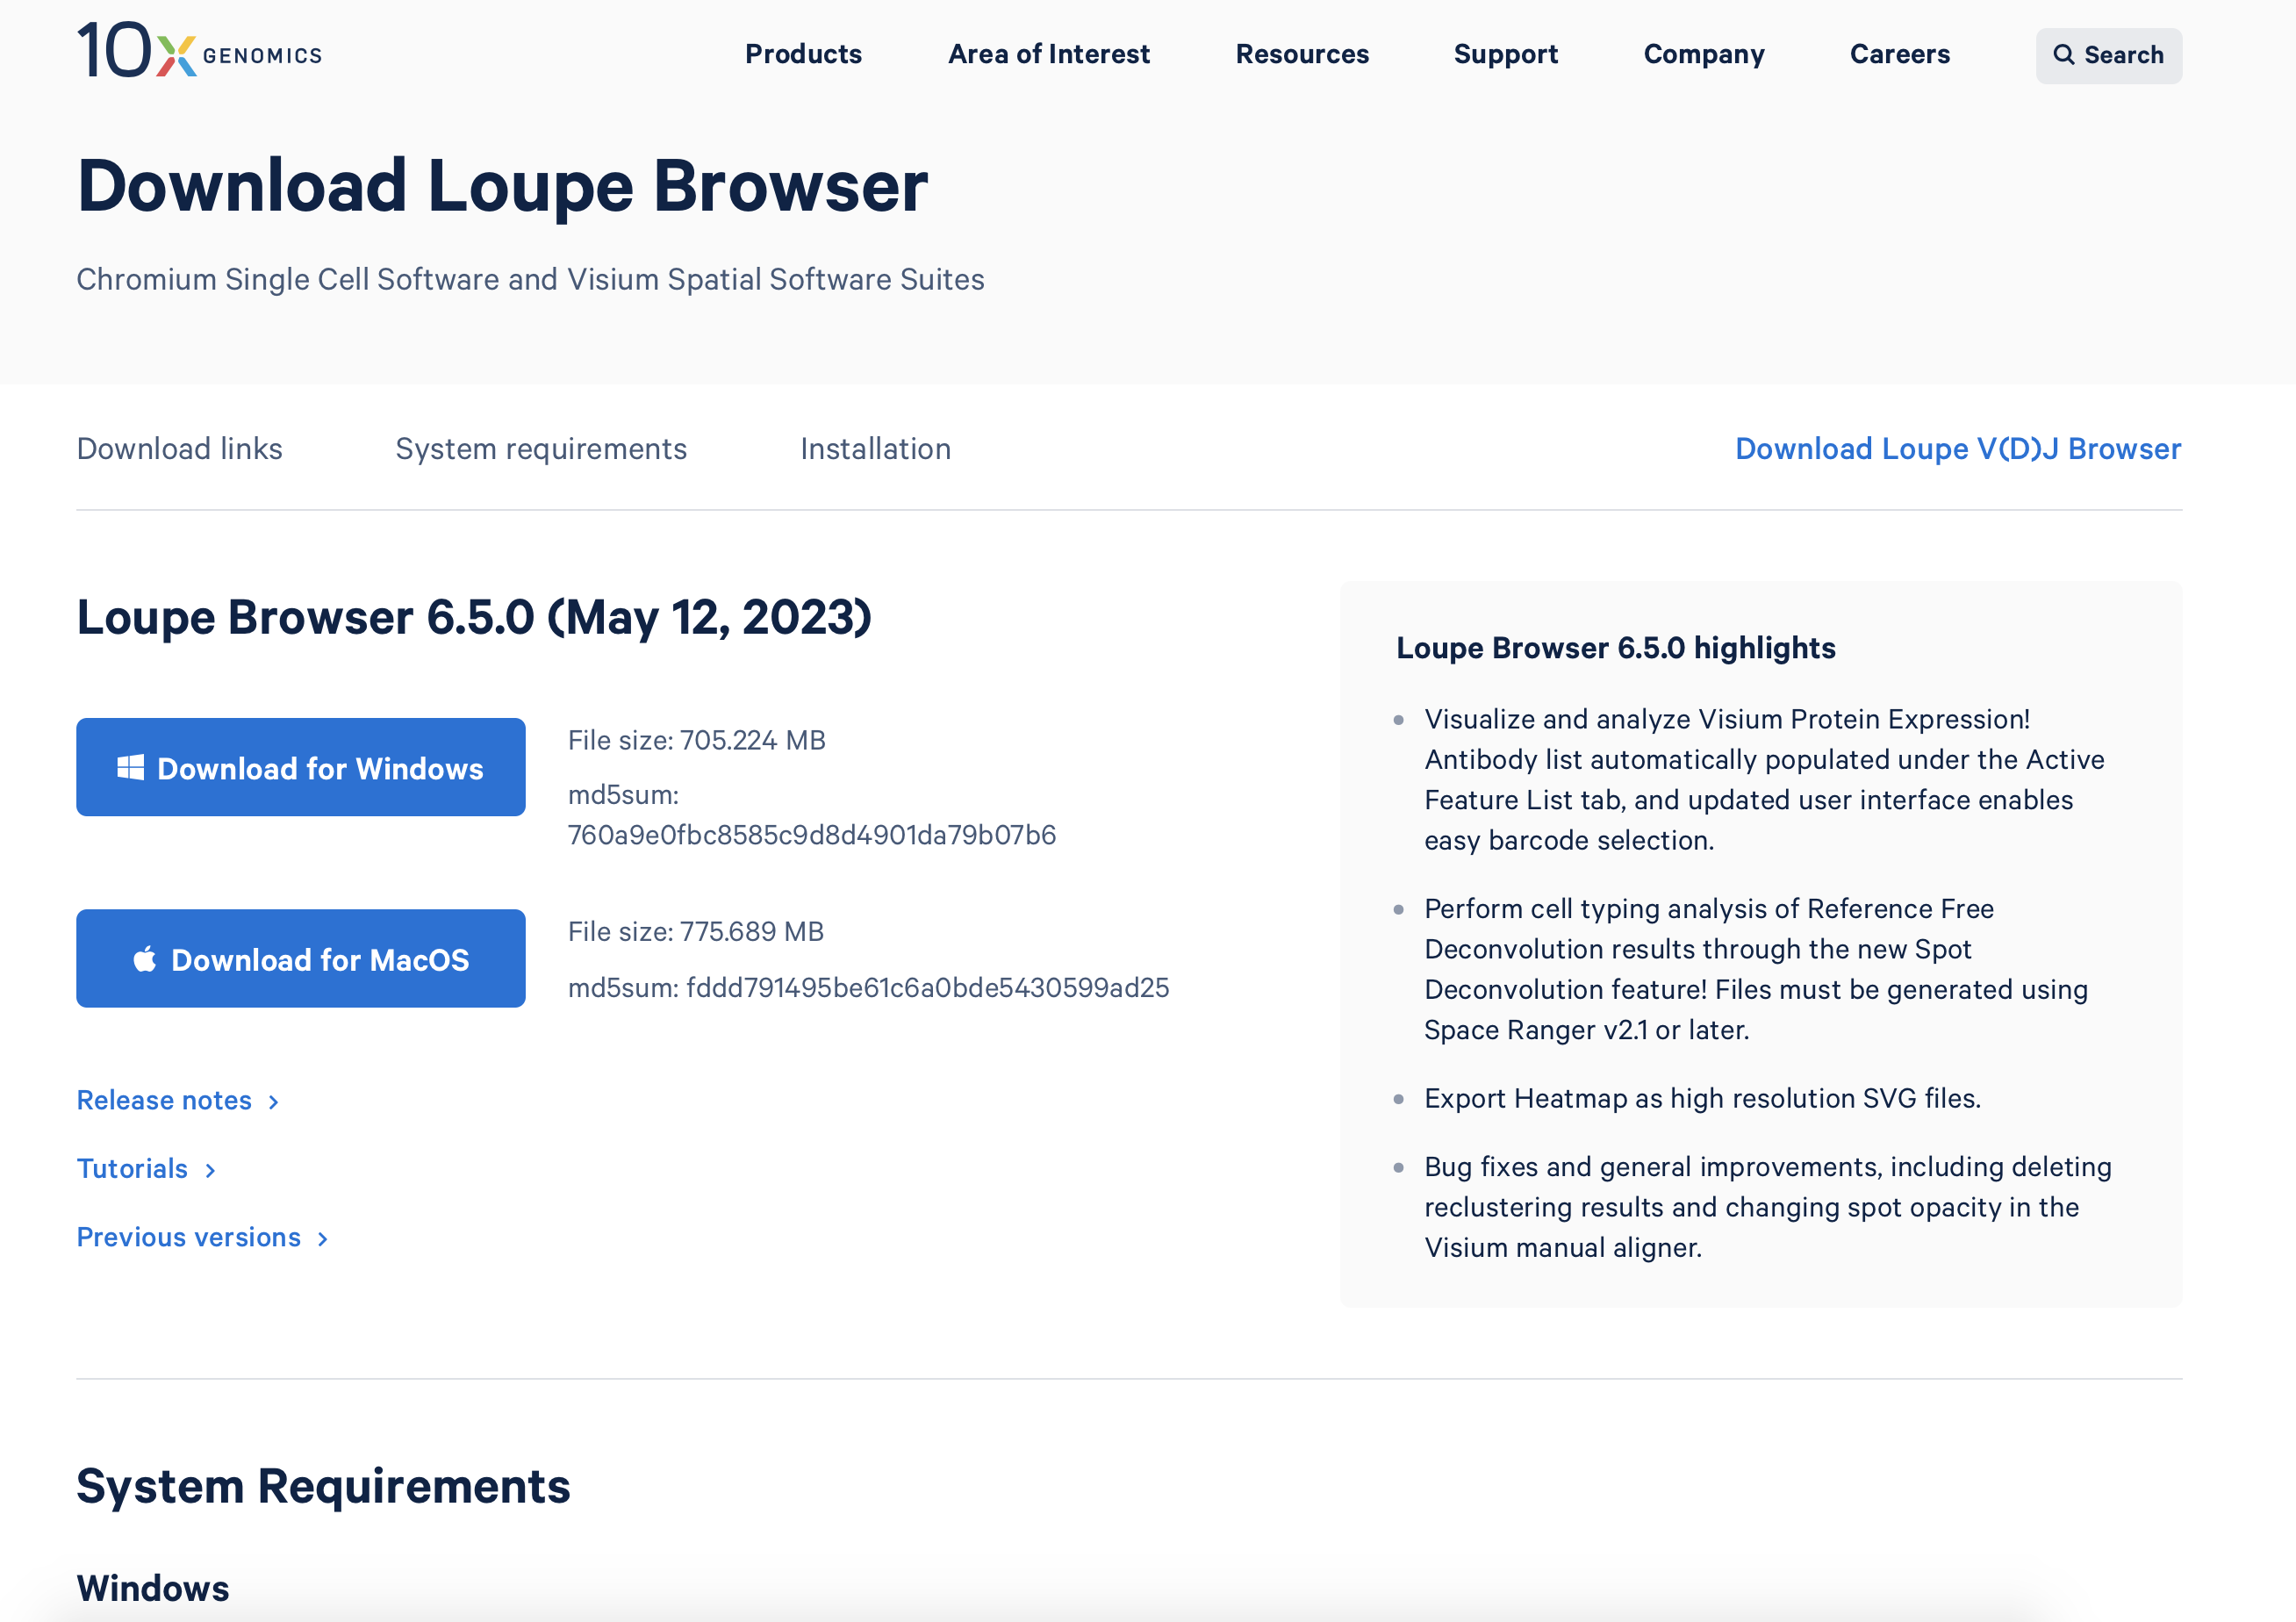 10x GENOMICS
Products
Area of Interest
Resources
Support
Company
Careers
Search
Download Loupe Browser
Chromium Single Cell Software and Visium Spatial Software Suites
Download links
System requirements
Installation
Download Loupe V(D)J Browser
Loupe Browser 6.5.0 (May 12, 2023)
Download for Windows
File size: 705.224 MB
md5sum:
760a9e0fbc8585c9d8d4901da79b07b6
Download for MacOS
File size: 775.689 MB
md5sum: fddd791495be61c6a0bde5430599ad25
Release notes
Tutorials
Previous versions
Loupe Browser 6.5.0 highlights
Visualize and analyze Visium Protein Expression!
Antibody list automatically populated under the Active
Feature List tab, and updated user interface enables
easy barcode selection.
Perform cell typing analysis of Reference Free
Deconvolution results through the new Spot
Deconvolution feature! Files must be generated using
Space Ranger v2.1 or later.
Export Heatmap as high resolution SVG files.
Bug fixes and general improvements, including deleting
reclustering results and changing spot opacity in the
Visium manual aligner.
System Requirements
Windows